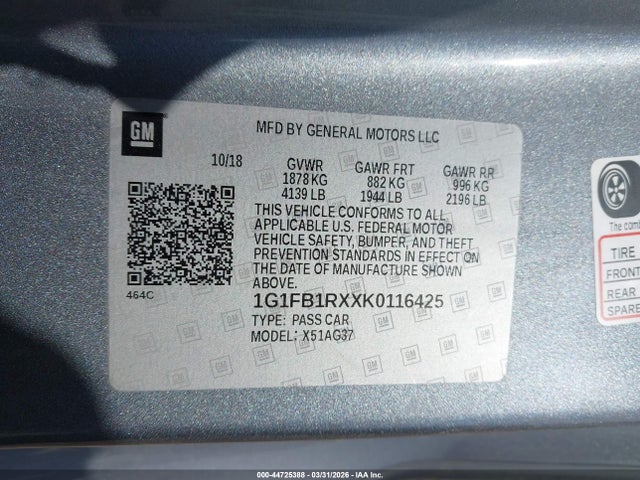 GM
MFD BY GENERAL MOTORS LLC
10/18 GVWR GAWR FRT GAWR RR
1878 KG 882 KG 996 KG
4139 LB 1944 LB 2196 LB
THIS VEHICLE CONFORMS TO ALL
APPLICABLE U.S. FEDERAL MOTOR
VEHICLE SAFETY, BUMPER, AND THEFT
PREVENTION STANDARDS IN EFFECT ON
THE DATE OF MANUFACTURE SHOWN
ABOVE.
464C
1G1FB1RXXK0116425
TYPE: PASS CAR
MODEL: X51AG37
The comb
TIRE
FRONT
REAR
SPARE
000-44725388 - 03/31/2026 - IAA Inc.